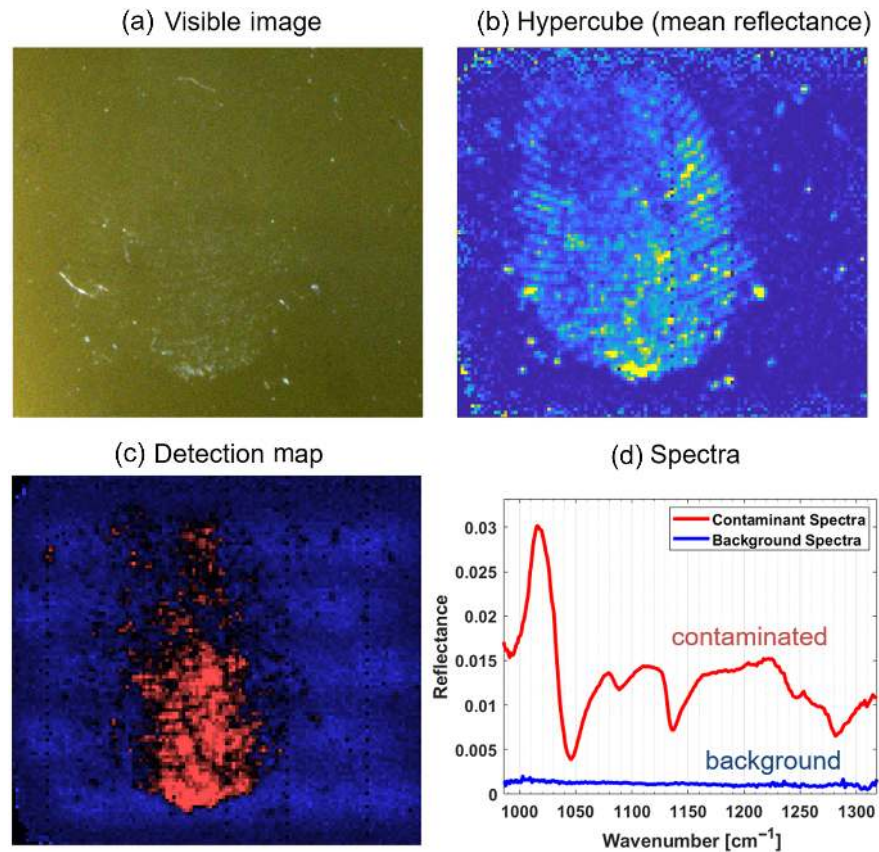 (a) Visible image
(b) Hypercube (mean reflectance)
(c) Detection map
(d) Spectra
0.03
0.025
0.02
0.015
0.01
0.005
0
Reflectance
Contaminant Spectra
Background Spectra
contaminated
background
1000 1050 1100 1150 1200 1250 1300
Wavenumber [cm⁻¹]